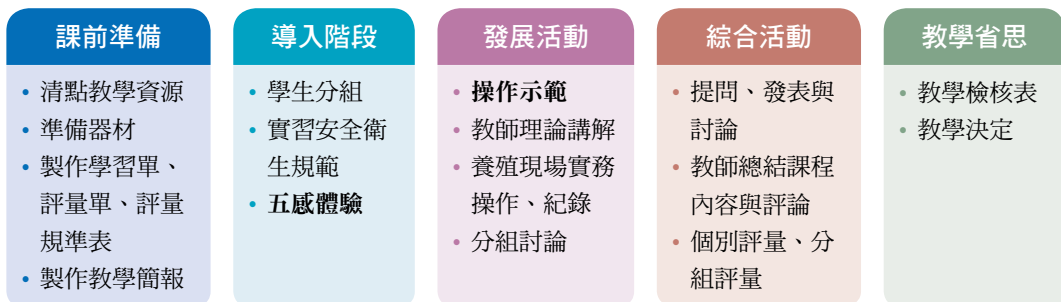 課前準備
• 清點教學資源
• 準備器材
• 製作學習單、
評量單、評量
規準表
• 製作教學簡報
導入階段
• 學生分組
• 實習安全衛
生規範
• 五感體驗
發展活動
• 操作示範
• 教師理論講解
• 養殖現場實務
操作、紀錄
• 分組討論
綜合活動
• 提問、發表與
討論
• 教師總結課程
內容與評論
• 個別評量、分
組評量
教學省思
• 教學檢核表
• 教學決定